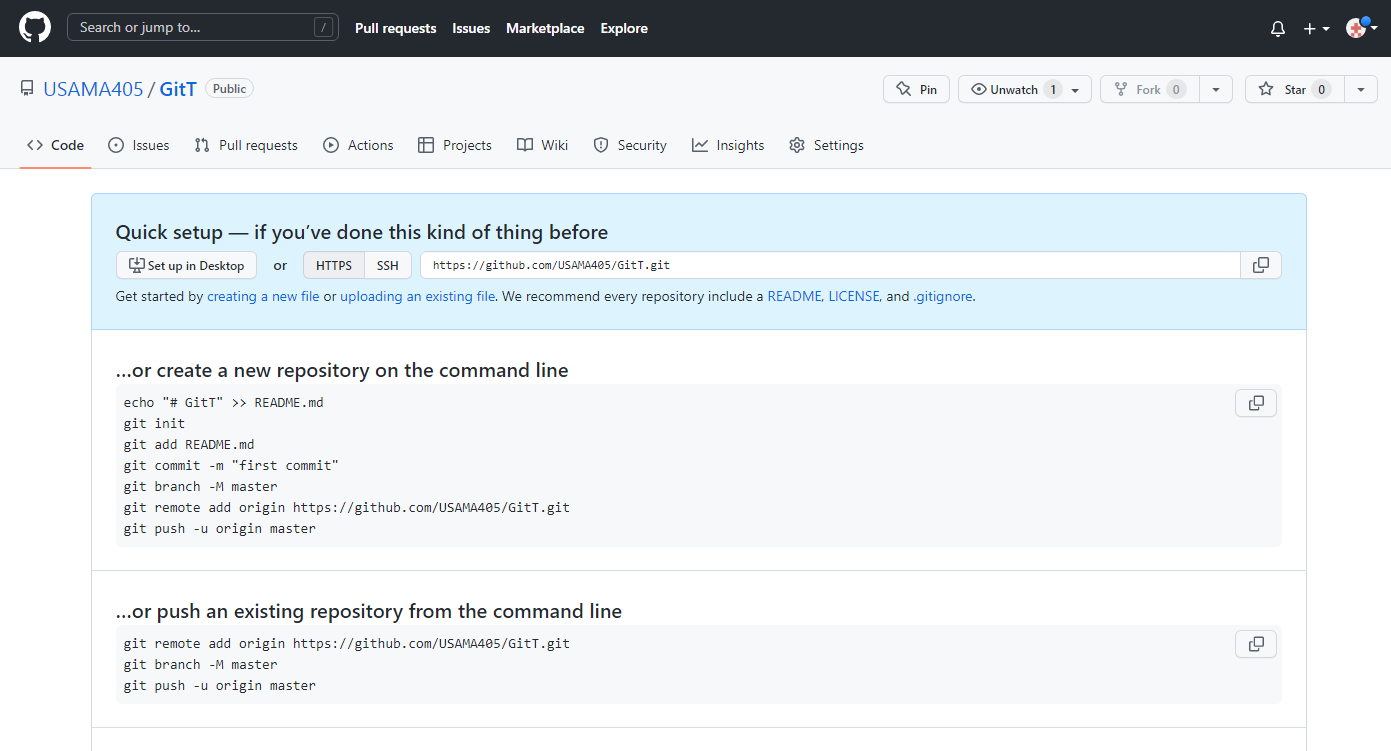 Search or jump to... / Pull requests Issues Marketplace Explore
USAMA405 / GitT Public Pin Unwatch 1 Fork 0 Star 0
Code Issues Pull requests Actions Projects Wiki Security Insights Settings
Quick setup — if you’ve done this kind of thing before
Set up in Desktop or HTTPS SSH https://github.com/USAMA405/GitT.git
Get started by creating a new file or uploading an existing file. We recommend every repository include a README, LICENSE, and .gitignore.
…or create a new repository on the command line
echo "# GitT" >> README.md
git init
git add README.md
git commit -m "first commit"
git branch -M master
git remote add origin https://github.com/USAMA405/GitT.git
git push -u origin master
…or push an existing repository from the command line
git remote add origin https://github.com/USAMA405/GitT.git
git branch -M master
git push -u origin master